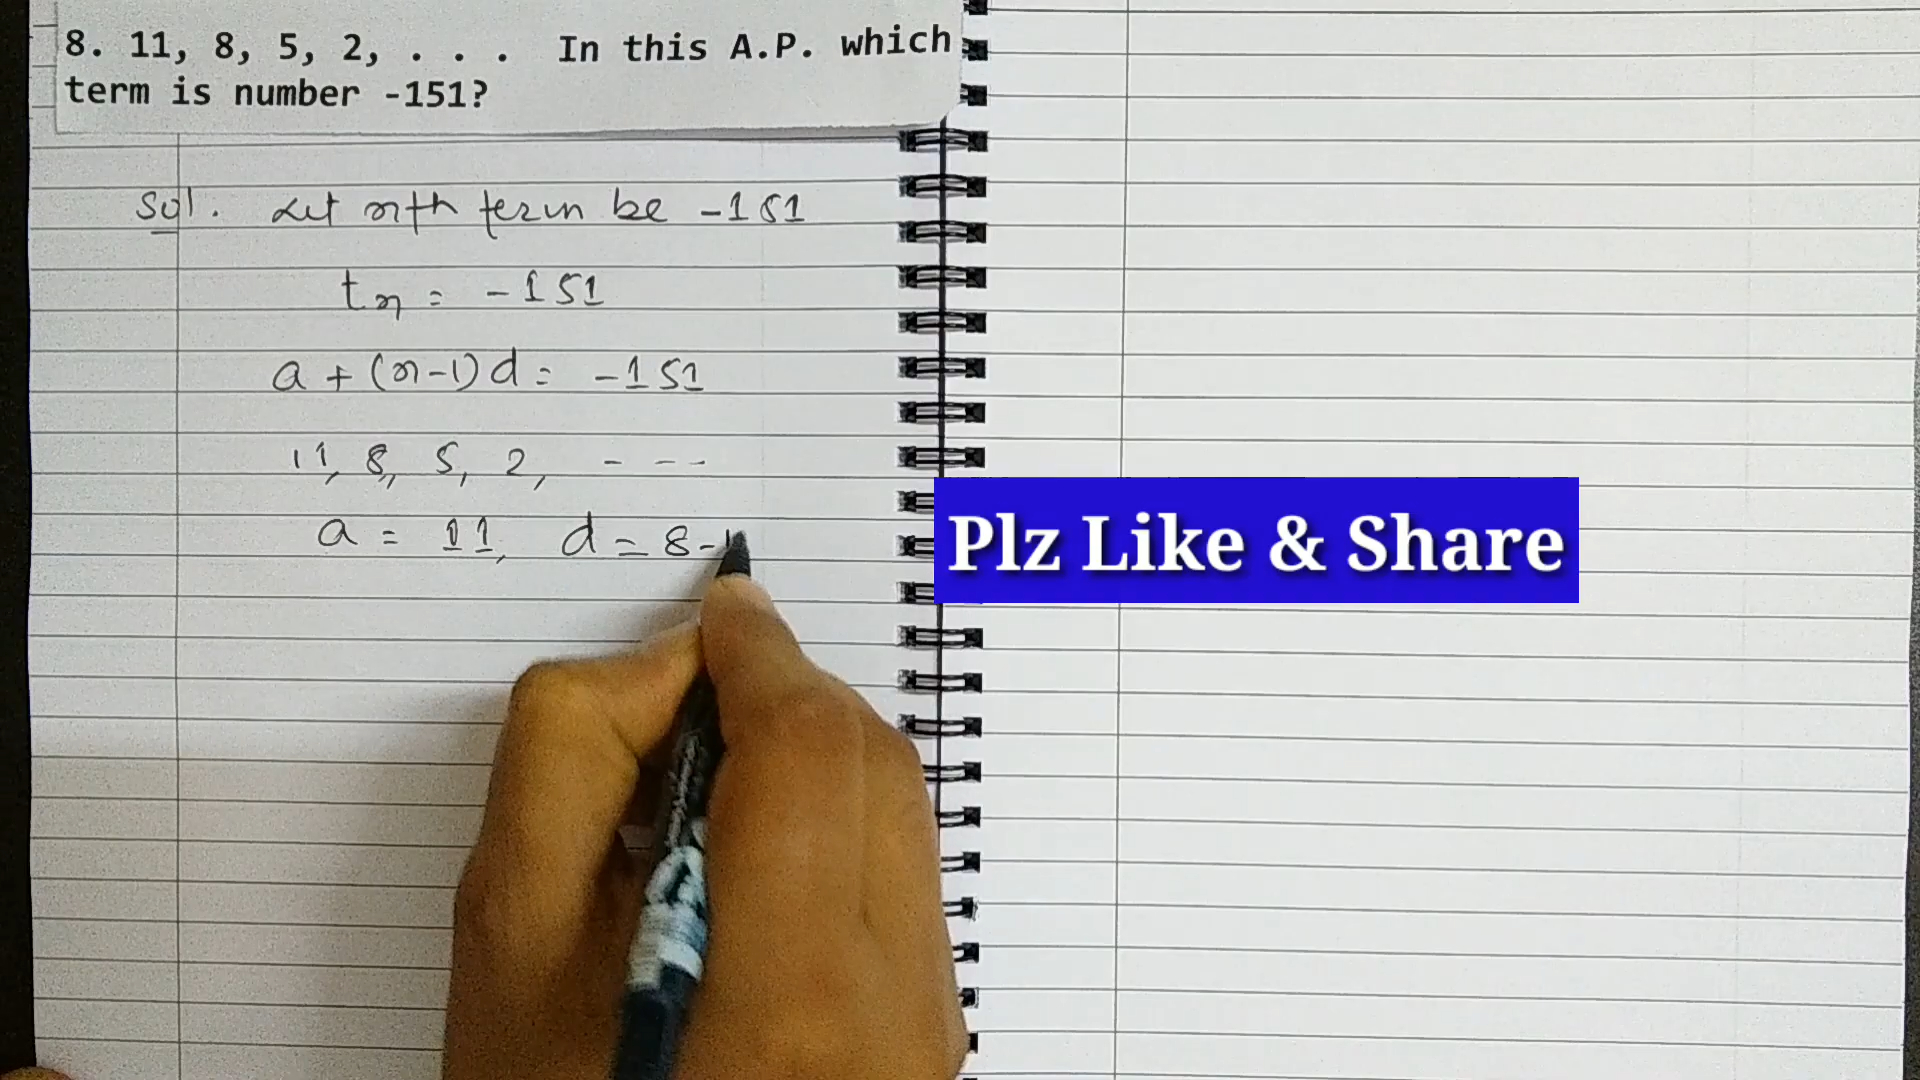 8. 11, 8, 5, 2, . . . In this A.P. which
term is number -151?
Sol. Let nth term be -151
tn = -151
a + (n-1)d = -151
11, 8, 5, 2, - - - -
a = 11, d = 8-1
Plz Like & Share